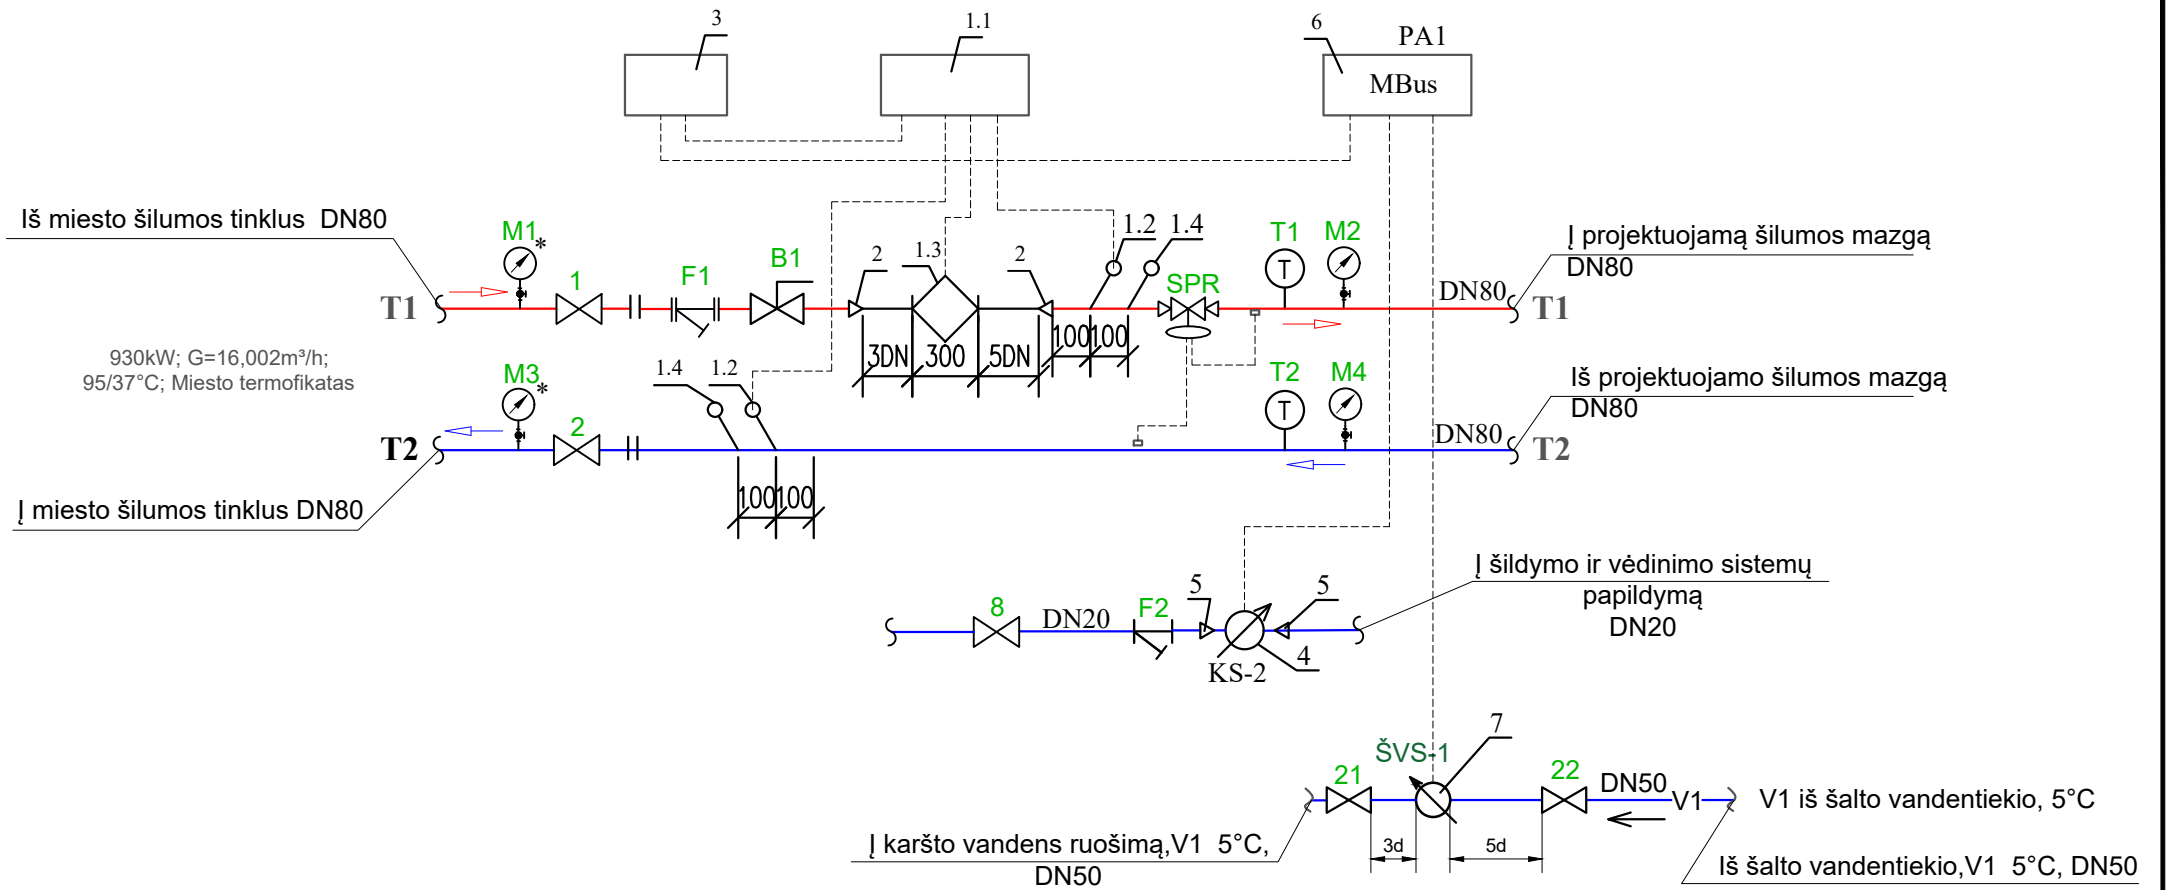 3
1.1
6
PA1
MBus
Iš miesto šilumos tinklus DN80
M1
*
1
F1
B1
2
1.3
2
1.2
1.4
SPR
T1
T
M2
Į projektuojamą šilumos mazgą
DN80
T1
DN80
T1
3DN
300
5DN
100
100
930kW; G=16,002m³/h;
95/37°C; Miesto termofikatas
M3
*
2
1.4
1.2
T2
T
M4
Iš projektuojamo šilumos mazgą
DN80
T2
DN80
T2
100
100
Į miesto šilumos tinklus DN80
8
DN20
F2
5
5
4
KS-2
Į šildymo ir vėdinimo sistemų
papildymą
DN20
ŠVS-1
7
21
22
DN50
V1
V1 iš šalto vandentiekio, 5°C
3d
5d
Į karšto vandens ruošimą,V1 5°C,
DN50
Iš šalto vandentiekio,V1 5°C, DN50